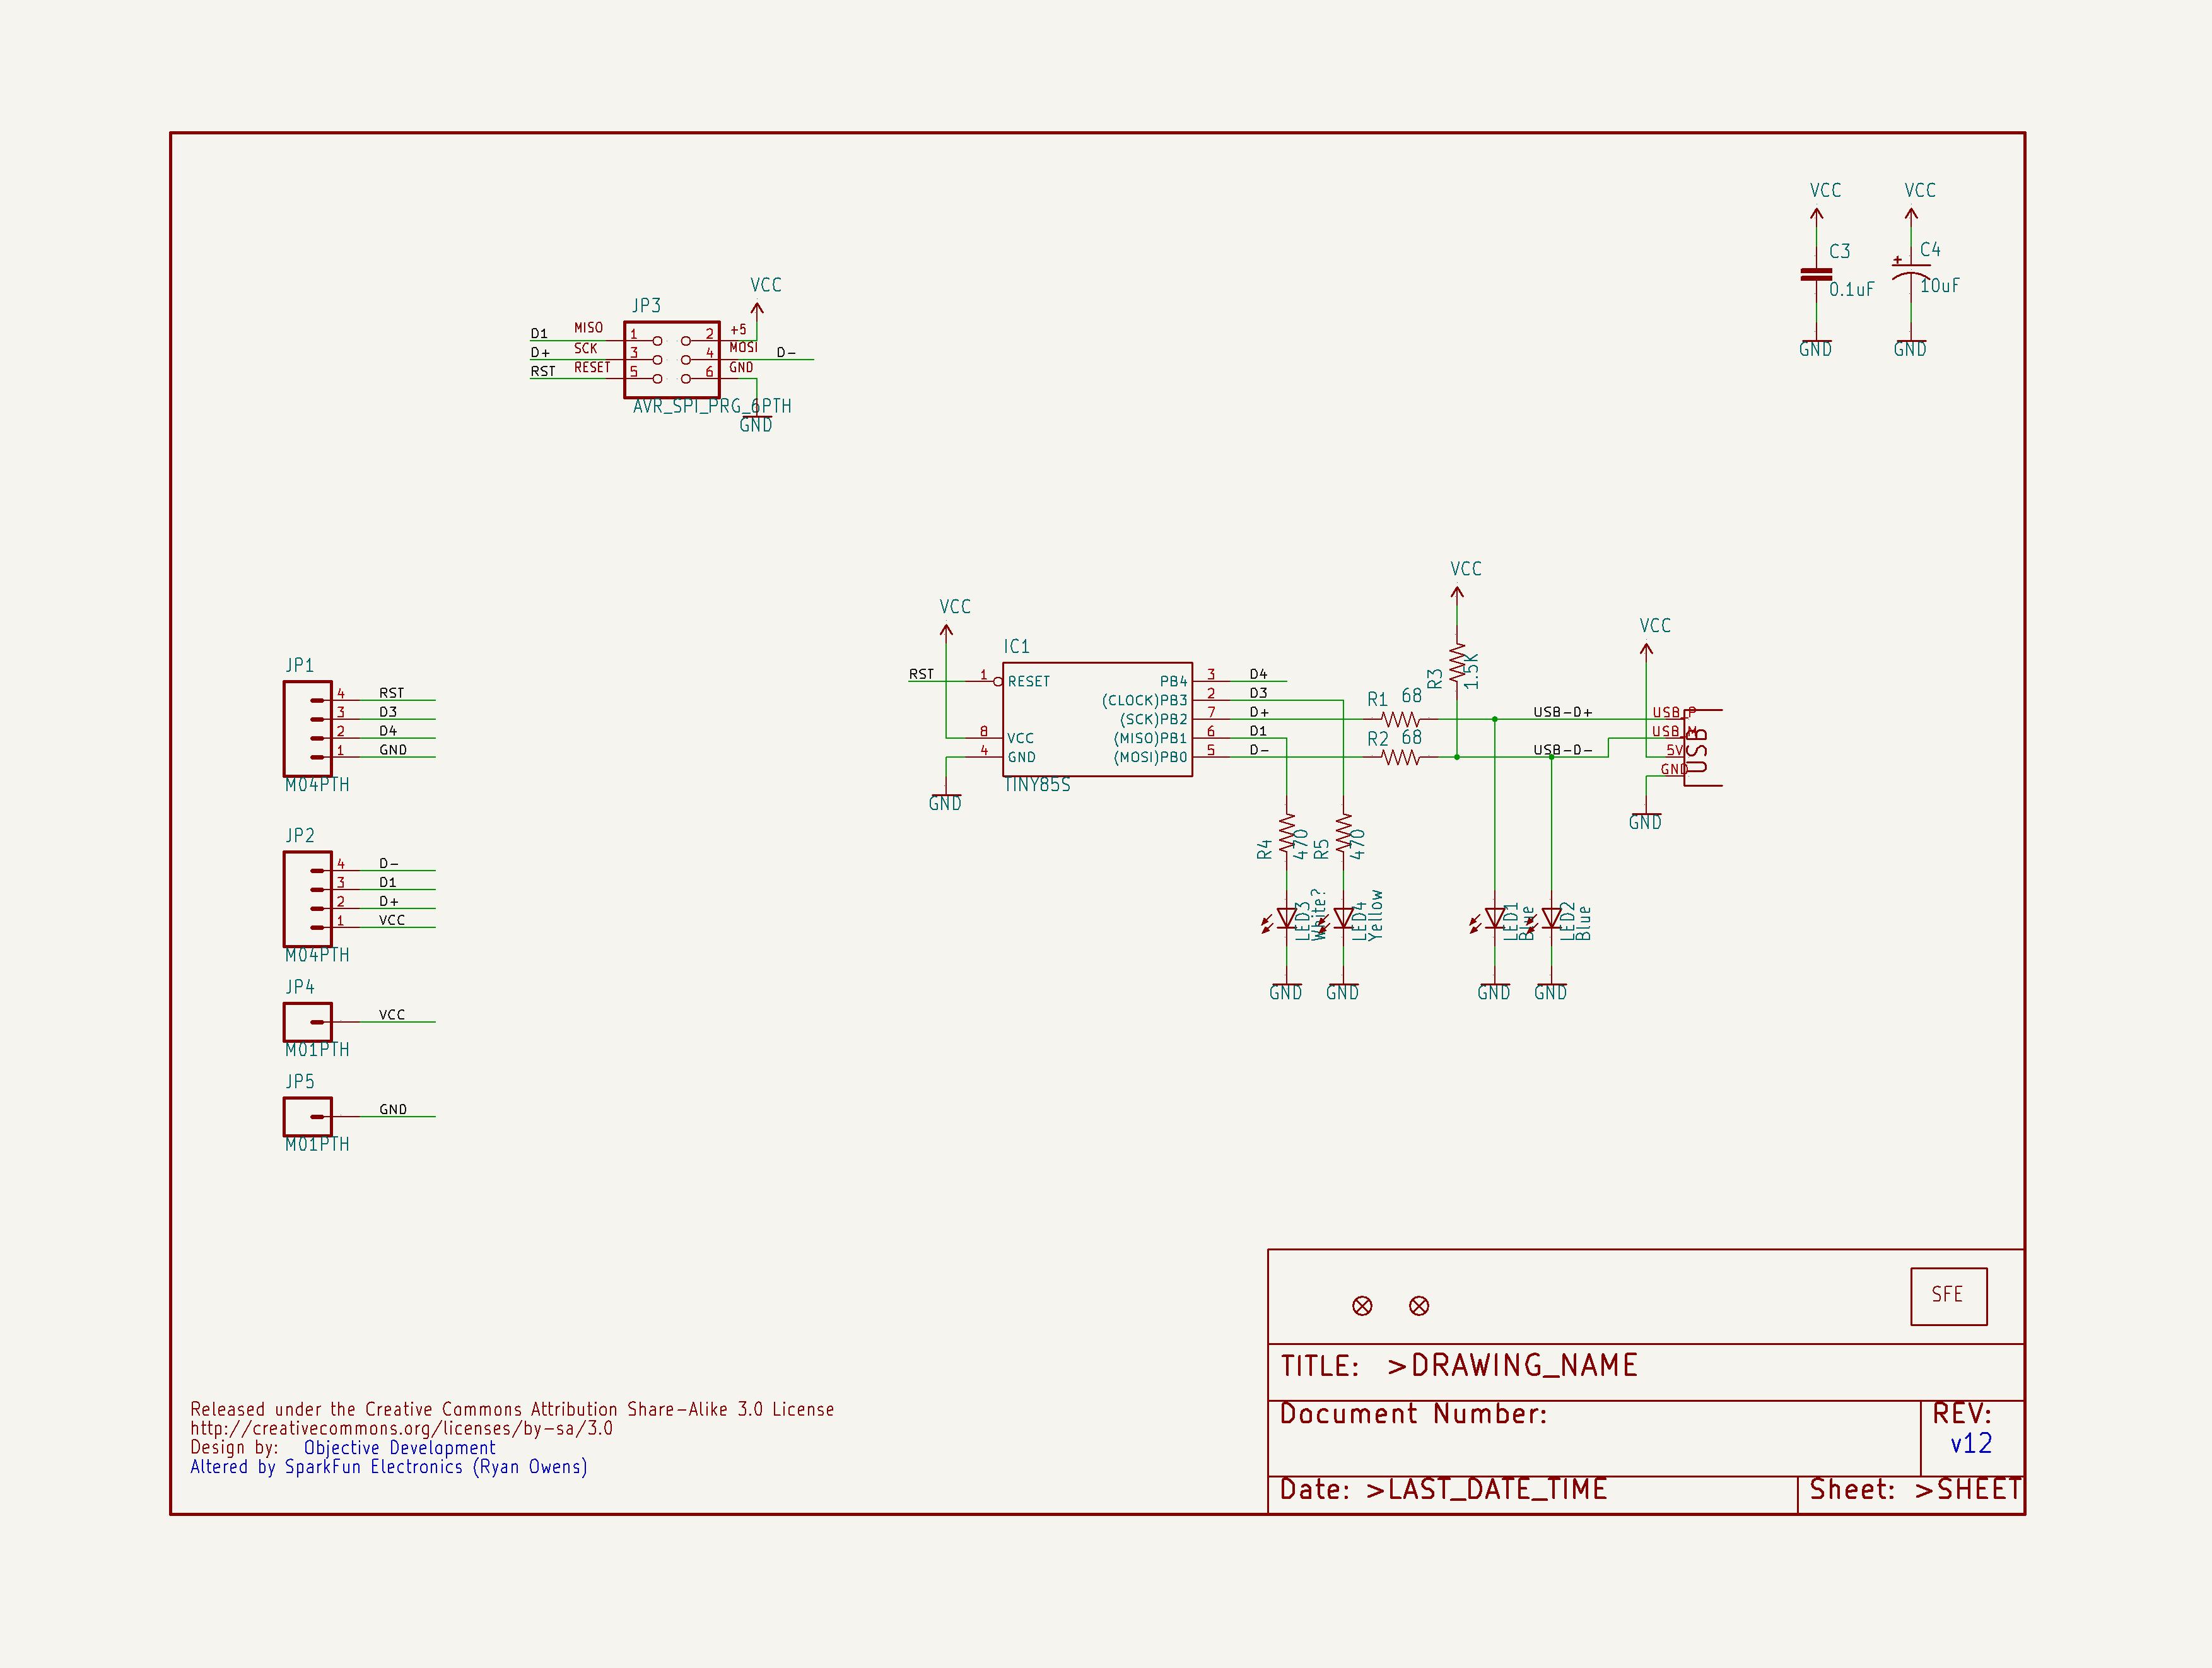 VCC
VCC
C3
0.1uF
C4
10uF
GND
GND
VCC
JP3
D1 MISO 1 2 +5
D+ SCK 3 4 MOSI D-
RST RESET 5 6 GND
AVR_SPI_PRG_6PTH
GND
JP1
4 RST
3 D3
2 D4
1 GND
M04PTH
JP2
4 D-
3 D1
2 D+
1 VCC
M04PTH
JP4
VCC
M01PTH
JP5
GND
M01PTH
VCC
IC1
RST 1 RESET
8 VCC
4 GND
PB4 3 D4
(CLOCK)PB3 2 D3
(SCK)PB2 7 D+
(MISO)PB1 6 D1
(MOSI)PB0 5 D-
TINY85S
GND
VCC
R3
1.5K
R1 68
R2 68
USB-D+
USB-D-
VCC
USB_P
USB_M
5V
GND
USB
GND
R4
470
R5
470
LED3
White?
LED4
Yellow
LED1
Blue
LED2
Blue
GND
GND
GND
GND
SFE
TITLE: >DRAWING_NAME
Document Number:
REV:
v12
Date: >LAST_DATE_TIME
Sheet: >SHEET
Released under the Creative Commons Attribution Share-Alike 3.0 License
http://creativecommons.org/licenses/by-sa/3.0
Design by: Objective Development
Altered by SparkFun Electronics (Ryan Owens)